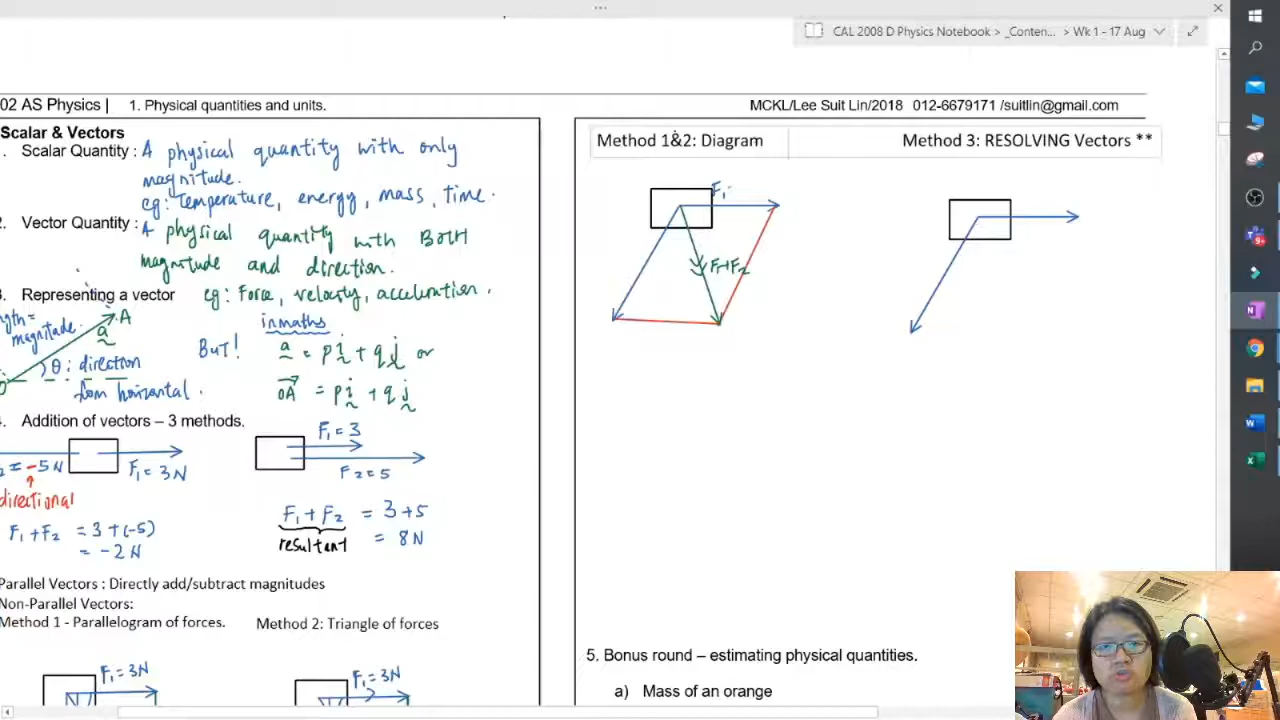 CAL 2008 D Physics Notebook > _Conten... > Wk 1 - 17 Aug
02 AS Physics | 1. Physical quantities and units.
MCKL/Lee Suit Lin/2018 012-6679171 /suitlin@gmail.com
Scalar & Vectors
. Scalar Quantity : A physical quantity with only
magnitude.
eg: Temperature, energy, mass, time.
2. Vector Quantity : A physical quantity with BOTH
magnitude and direction.
eg: Force, velocity, acceleration.
3. Representing a vector
magnitude.
A
a
θ: direction
from horizontal.
BUT!
in maths
a = pi + qj or
OA = pi + qj
4. Addition of vectors – 3 methods.
= -5N
F₁ = 3N
directional
F₁ + F₂ = 3 + (-5)
= -2 N
F₁ = 3
F₂ = 5
F₁ + F₂ = 3 + 5
resultant = 8N
Parallel Vectors : Directly add/subtract magnitudes
Non-Parallel Vectors:
Method 1 - Parallelogram of forces. Method 2: Triangle of forces
F₁ = 3N
F₁ = 3N
Method 1&2: Diagram
Method 3: RESOLVING Vectors **
F₁
F₁+F₂
5. Bonus round – estimating physical quantities.
a) Mass of an orange